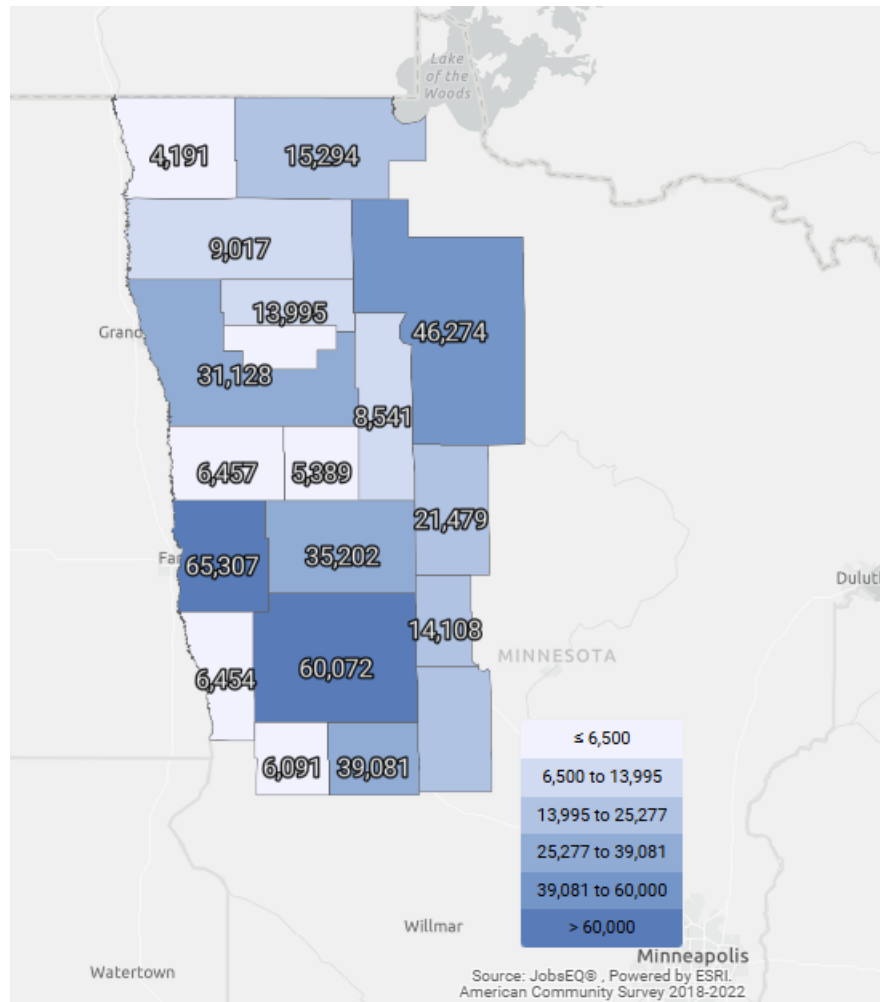 Lake
of the
Woods
4,191
15,294
9,017
13,995
Grand
46,274
31,128
8,541
6,457
5,389
21,479
Far
65,307
35,202
Duluth
14,108
MINNESOTA
60,072
6,454
6,091
39,081
≤ 6,500
6,500 to 13,995
13,995 to 25,277
25,277 to 39,081
39,081 to 60,000
> 60,000
Willmar
Minneapolis
Watertown
Source: JobsEQ® , Powered by ESRI.
American Community Survey 2018-2022